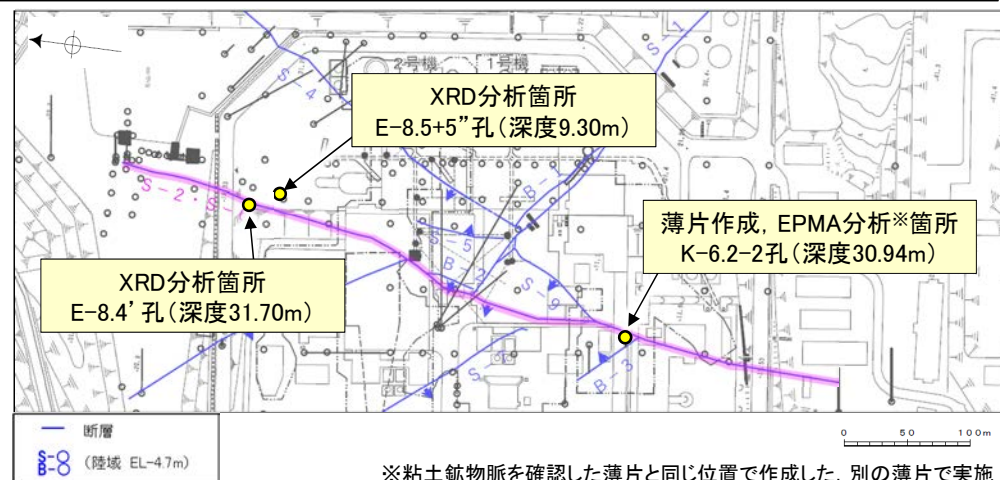 2号機
1号機
S-1
S-4
XRD分析箇所
E-8.5+5”孔(深度9.30m)
B-1
S-2・S-
薄片作成，EPMA分析※箇所
K-6.2-2孔(深度30.94m)
S-5
XRD分析箇所
E-8.4’孔(深度31.70m)
B-2
S-9
B-3
断層
S-8
B-8
(陸域 EL-4.7m)
0 50 100m
※粘土鉱物脈を確認した薄片と同じ位置で作成した，別の薄片で実施